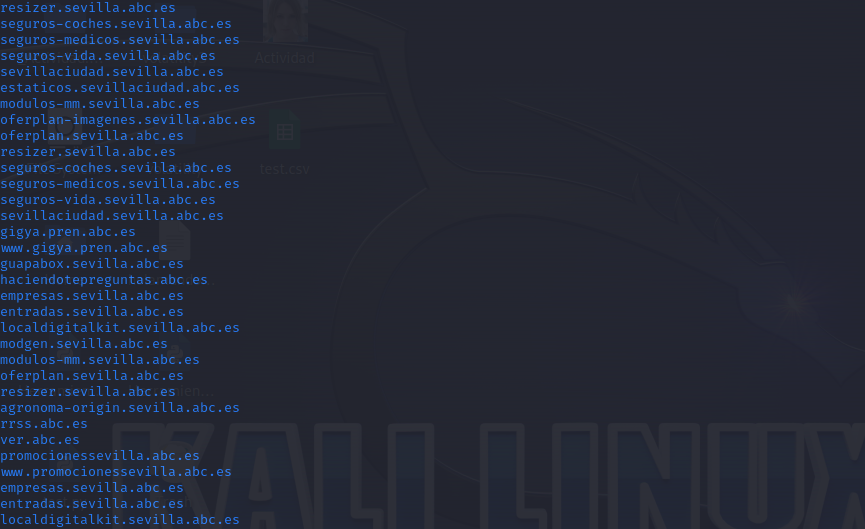 resizer.sevilla.abc.es
seguros-coches.sevilla.abc.es
seguros-medicos.sevilla.abc.es
seguros-vida.sevilla.abc.es
Actividad
sevillaciudad.sevilla.abc.es
estaticos.sevillaciudad.abc.es
modulos-mm.sevilla.abc.es
oferplan-imagenes.sevilla.abc.es
oferplan.sevilla.abc.es
resizer.sevilla.abc.es
seguros-coches.sevilla.abc.es
test.csv
seguros-medicos.sevilla.abc.es
seguros-vida.sevilla.abc.es
sevillaciudad.sevilla.abc.es
gigya.pren.abc.es
www.gigya.pren.abc.es
guapabox.sevilla.abc.es
haciendotepreguntas.abc.es
empresas.sevilla.abc.es
entradas.sevilla.abc.es
localdigitalkit.sevilla.abc.es
modgen.sevilla.abc.es
modulos-mm.sevilla.abc.es
oferplan.sevilla.abc.es
resizer.sevilla.abc.es
agronoma-origin.sevilla.abc.es
rrss.abc.es
ver.abc.es
promocionessevilla.abc.es
www.promocionessevilla.abc.es
empresas.sevilla.abc.es
entradas.sevilla.abc.es
localdigitalkit.sevilla.abc.es
KALI LINUX